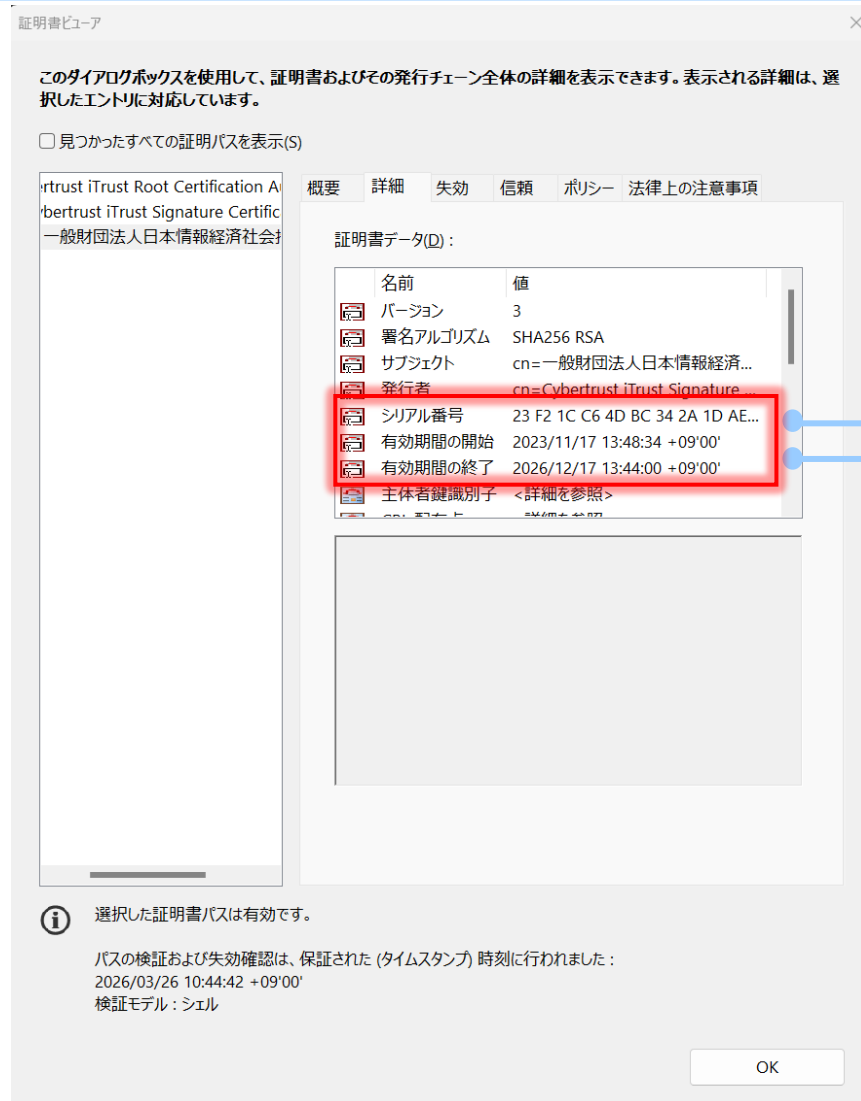 証明書ビューア
このダイアログボックスを使用して、証明書およびその発行チェーン全体の詳細を表示できます。表示される詳細は、選
択したエントリに対応しています。
見つかったすべての証明パスを表示(S)
ertrust iTrust Root Certification A
bertrust iTrust Signature Certific
一般財団法人日本情報経済社会
概要 詳細 失効 信頼 ポリシー 法律上の注意事項
証明書データ(D) :
名前 値
バージョン 3
署名アルゴリズム SHA256 RSA
サブジェクト cn=一般財団法人日本情報経済...
発行者 cn=Cybertrust iTrust Signature ...
シリアル番号 23 F2 1C C6 4D BC 34 2A 1D AE...
有効期間の開始 2023/11/17 13:48:34 +09'00'
有効期間の終了 2026/12/17 13:44:00 +09'00'
主体者鍵識別子 <詳細を参照>
選択した証明書パスは有効です。
パスの検証および失効確認は、保証された (タイムスタンプ) 時刻に行われました :
2026/03/26 10:44:42 +09'00'
検証モデル : シェル
OK